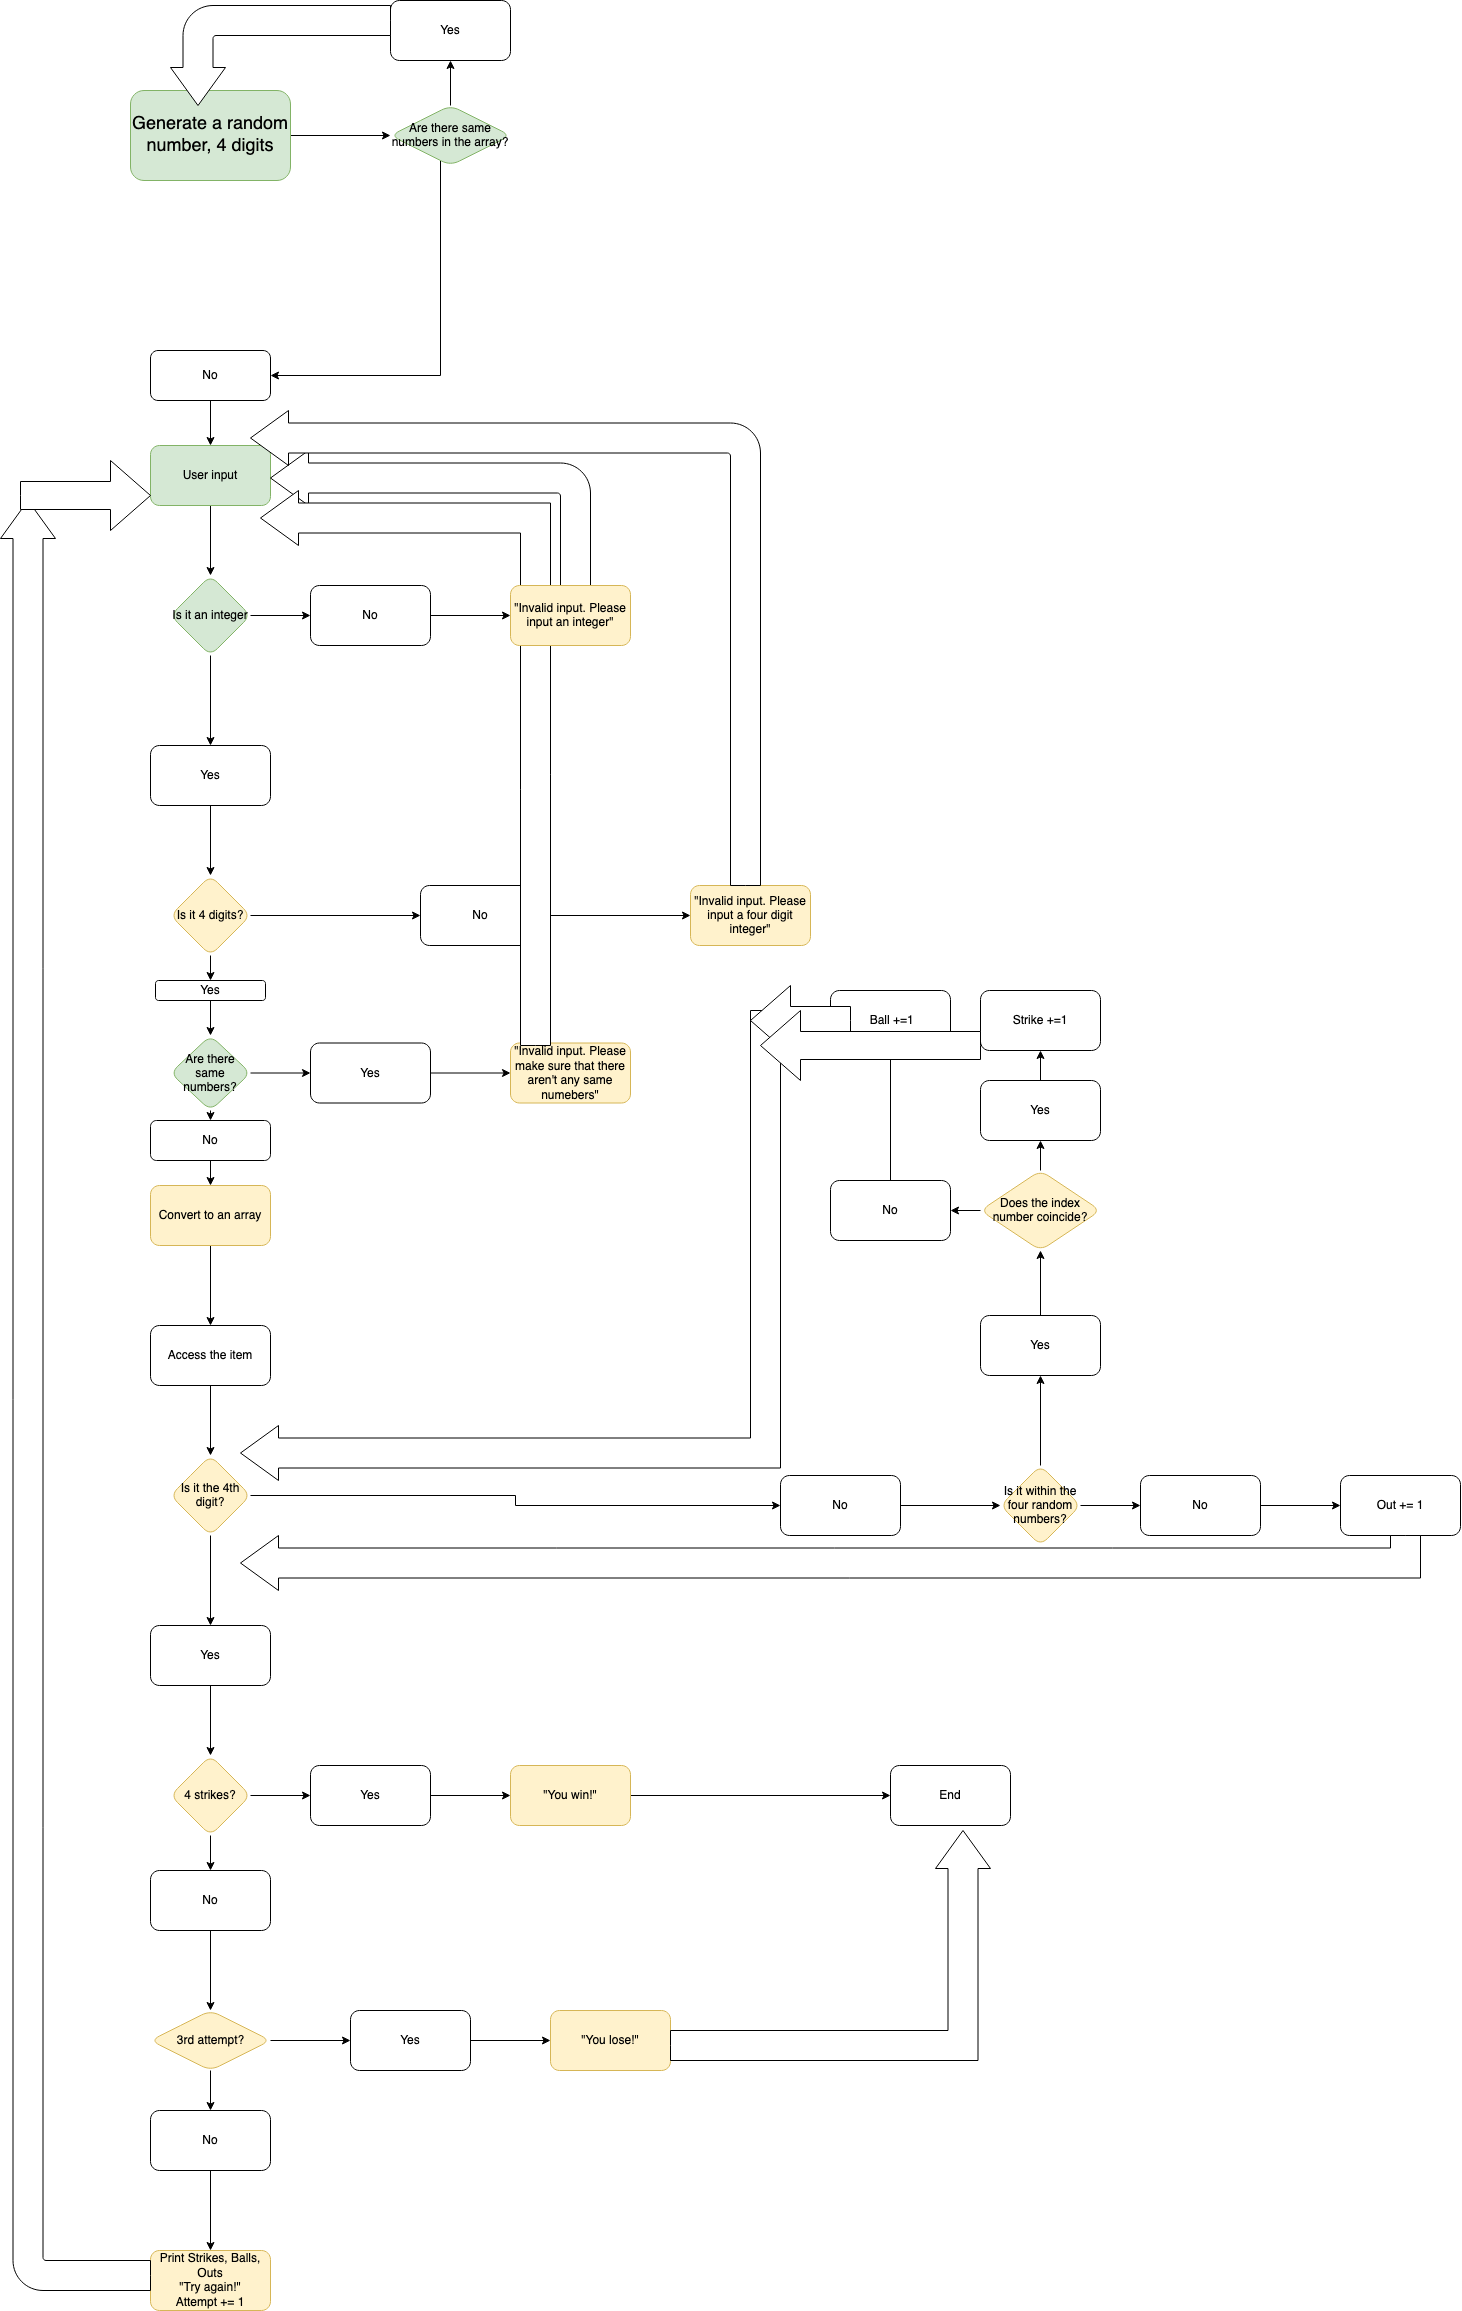 Yes
Generate a random
number, 4 digits
Are there same
numbers in the array?
No
User input
Is it an integer
No
"Invalid input. Please
input an integer"
Yes
Is it 4 digits?
No
"Invalid input. Please
input a four digit
integer"
Yes
Are there
same
numbers?
Yes
"Invalid input. Please
make sure that there
aren't any same
numebers"
No
Convert to an array
Access the item
Ball +=1
Strike +=1
Yes
No
Does the index
number coincide?
Yes
Is it the 4th
digit?
No
Is it within the
four random
numbers?
No
Out += 1
Yes
4 strikes?
Yes
"You win!"
End
No
3rd attempt?
Yes
"You lose!"
No
Print Strikes, Balls,
Outs
"Try again!"
Attempt += 1